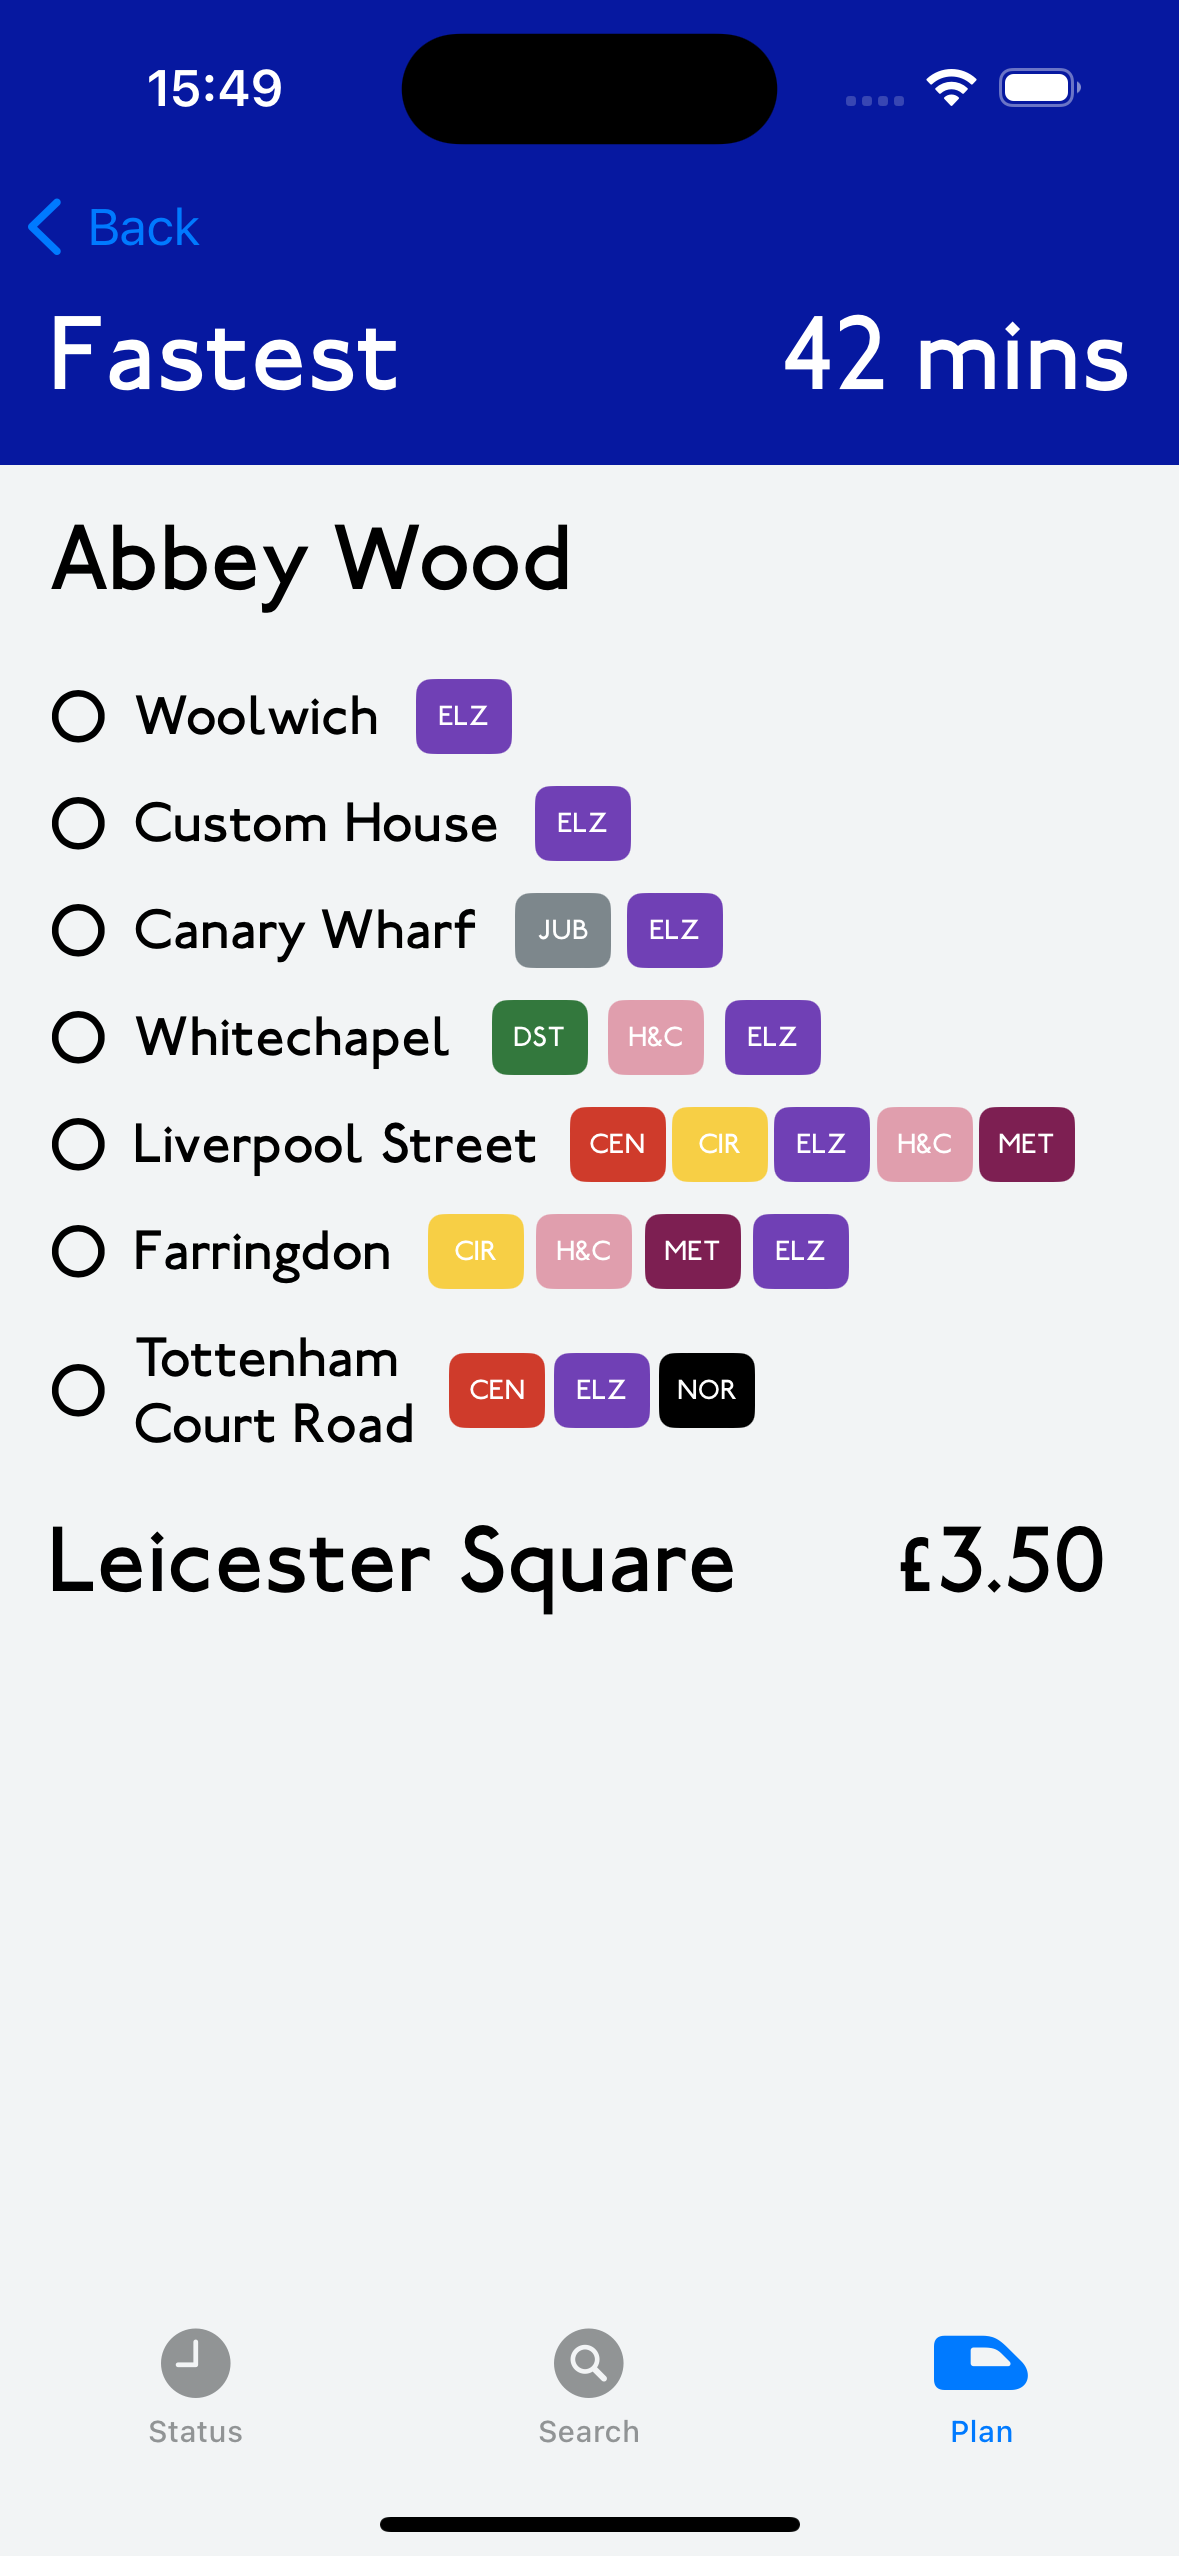 15:49
Back
Fastest 42 mins
Abbey Wood
Woolwich ELZ
Custom House ELZ
Canary Wharf JUB ELZ
Whitechapel DST H&C ELZ
Liverpool Street CEN CIR ELZ H&C MET
Farringdon CIR H&C MET ELZ
Tottenham
Court Road CEN ELZ NOR
Leicester Square £3.50
Status Search Plan